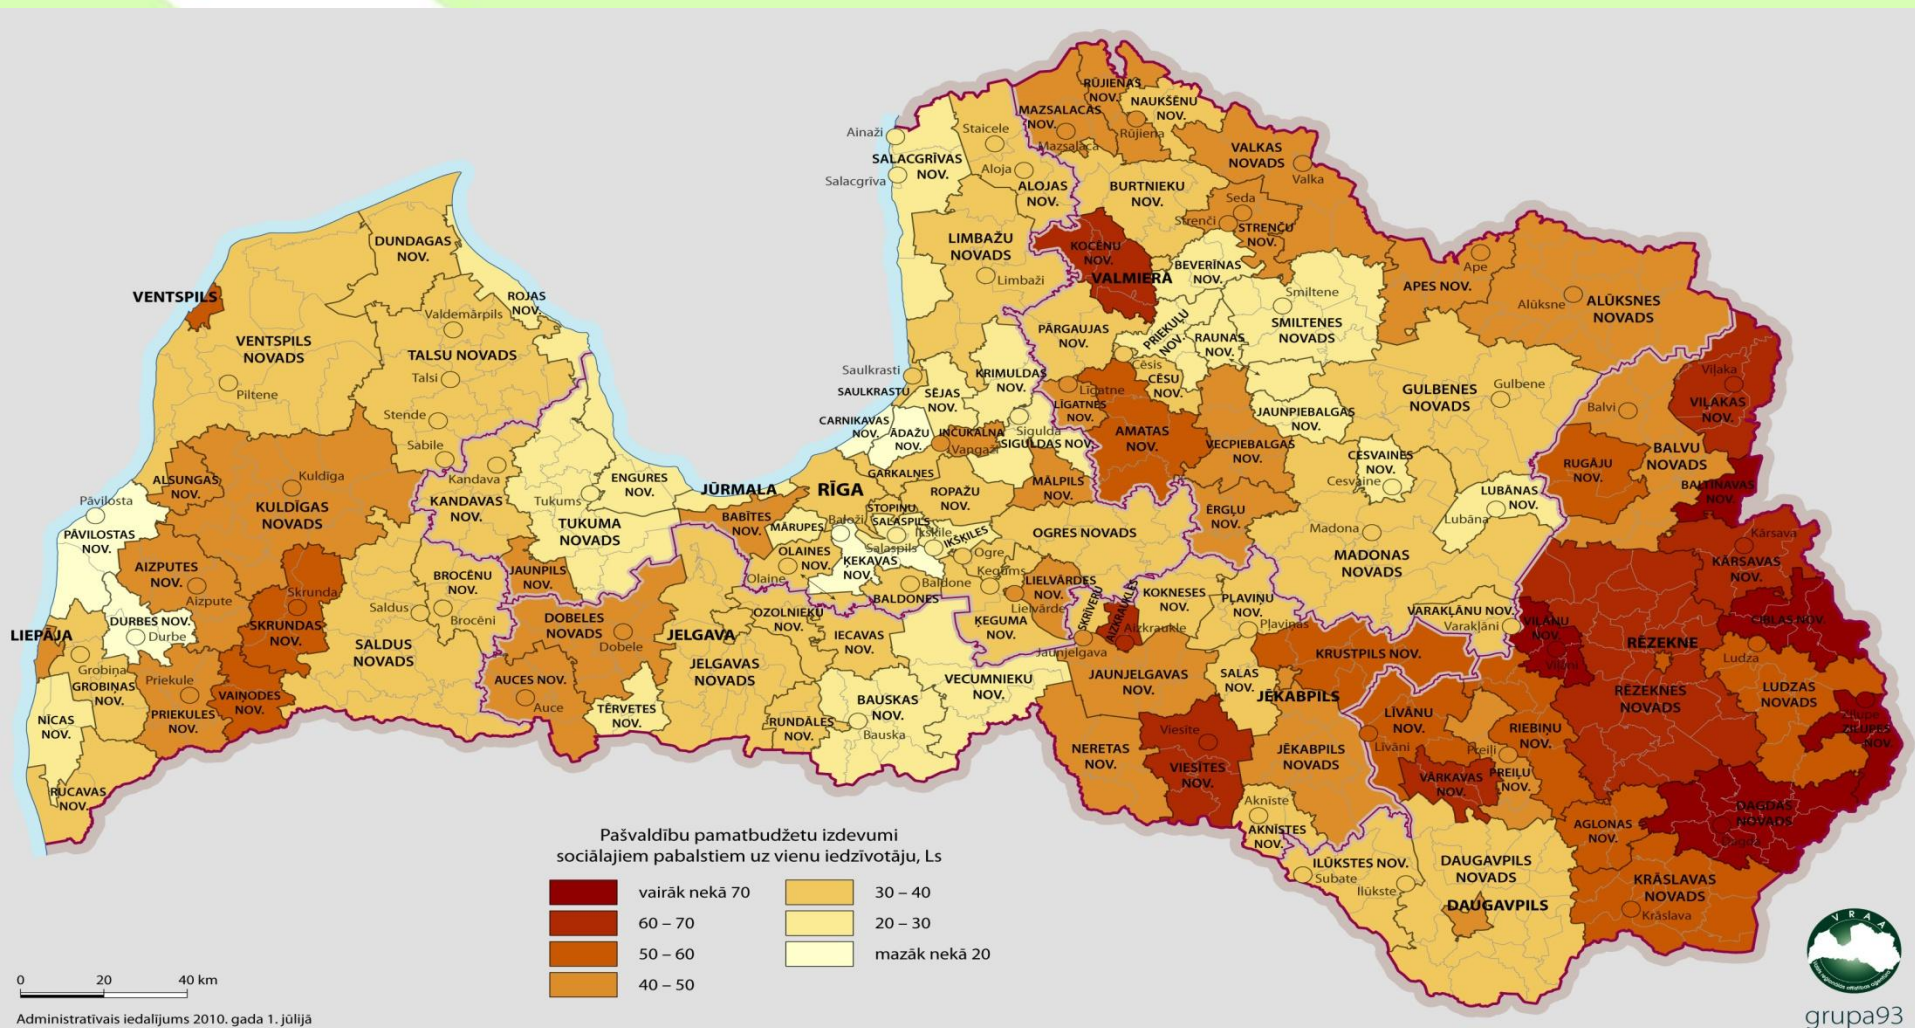 RŪJIENAS
NOV.
NAUKŠĒNU
NOV.
MAZSALACAS
NOV.
Rūjiena
Mazsalaca
Ainaži
Staicele
SALACGRĪVAS
NOV.
Salacgrīva
Aloja
ALOJAS
NOV.
BURTNIEKU
NOV.
VALKAS
NOVADS
Valka
Seda
Strenči
STRENČU
NOV.
LIMBAŽU
NOVADS
Limbaži
KOCĒNU
NOV.
VALMIERA
BEVERĪNAS
NOV.
Smiltene
SMILTENES
NOVADS
Ape
APES NOV.
Alūksne
ALŪKSNES
NOVADS
DUNDAGAS
NOV.
VENTSPILS
ROJAS
NOV.
Valdemārpils
VENTSPILS
NOVADS
TALSU NOVADS
Talsi
Piltene
Stende
Sabile
PĀRGAUJAS
NOV.
PRIEKUĻU
NOV.
RAUNAS
NOV.
Cēsis
CĒSU
NOV.
Saulkrasti
SAULKRASTU
SĒJAS
NOV.
KRIMULDAS
NOV.
Līgatne
LĪGATNES
NOV.
CARNIKAVAS
NOV.
ĀDAŽU
NOV.
INČUKALNA
Vangaži
Sigulda
SIGULDAS NOV.
AMATAS
NOV.
VECPIEBALGAS
NOV.
JAUNPIEBALGAS
NOV.
GULBENES
NOVADS
Gulbene
Viļaka
VIĻAKAS
NOV.
Balvi
BALVU
NOVADS
RUGĀJU
NOV.
BALTINAVAS
NOV.
CESVAINES
NOV.
Cesvaine
LUBĀNAS
NOV.
Lubāna
ALSUNGAS
NOV.
Kuldīga
KULDĪGAS
NOVADS
Pāvilosta
PĀVILOSTAS
NOV.
Kandava
KANDAVAS
NOV.
Tukums
TUKUMA
NOVADS
ENGURES
NOV.
JŪRMALA
RĪGA
GARKALNES
ROPAŽU
NOV.
MĀLPILS
NOV.
BABĪTES
NOV.
MĀRUPES
Baloži
STOPIŅU
SALASPILS
Salaspils
Ikšķile
IKŠĶILES
OLAINES
NOV.
Olaine
ĶEKAVAS
NOV.
Ogre
OGRES NOVADS
ĒRGĻU
NOV.
Madona
MADONAS
NOVADS
Kārsava
KĀRSAVAS
NOV.
AIZPUTES
NOV.
Aizpute
Skrunda
SKRUNDAS
NOV.
BROCĒNU
NOV.
Saldus
Brocēni
SALDUS
NOVADS
JAUNPILS
NOV.
DOBELES
NOVADS
Dobele
JELGAVA
JELGAVAS
NOVADS
OZOLNIEKU
NOV.
Baldone
BALDONES
Ķegums
ĶEGUMA
NOV.
LIELVĀRDES
NOV.
Lielvārde
IECAVAS
NOV.
SKRĪVERU
AIZKRAUKLES
Aizkraukle
Jaunjelgava
KOKNESES
NOV.
PĻAVIŅU
NOV.
Pļaviņas
VARAKĻĀNU NOV.
Varakļāni
VIĻĀNU
NOV.
Viļāni
RĒZEKNE
RĒZEKNES
NOVADS
CIBLAS NOV.
Ludza
LUDZAS
NOVADS
Zilupe
ZILUPES
NOV.
LIEPĀJA
DURBES NOV.
Durbe
Grobiņa
GROBIŅAS
NOV.
Priekule
PRIEKULES
NOV.
VAIŅODES
NOV.
NĪCAS
NOV.
RUCAVAS
NOV.
AUCES NOV.
Auce
TĒRVETES
NOV.
RUNDĀLES
NOV.
BAUSKAS
NOV.
Bauska
VECUMNIEKU
NOV.
JAUNJELGAVAS
NOV.
NERETAS
NOV.
Viesīte
VIESĪTES
NOV.
SALAS
NOV.
KRUSTPILS NOV.
JĒKABPILS
JĒKABPILS
NOVADS
LĪVĀNU
NOV.
Līvāni
RIEBIŅU
NOV.
Preiļi
PREIĻU
NOV.
VĀRKAVAS
NOV.
DAGDAS
NOVADS
Dagda
AGLONAS
NOV.
Aknīste
AKNĪSTES
NOV.
ILŪKSTES NOV.
Subate
Ilūkste
DAUGAVPILS
NOVADS
DAUGAVPILS
KRĀSLAVAS
NOVADS
Krāslava
Pašvaldību pamatbudžetu izdevumi
sociālajiem pabalstiem uz vienu iedzīvotāju, Ls
vairāk nekā 70
60 – 70
50 – 60
40 – 50
30 – 40
20 – 30
mazāk nekā 20
0 20 40 km
Administratīvais iedalījums 2010. gada 1. jūlijā
VRAA
grupa93